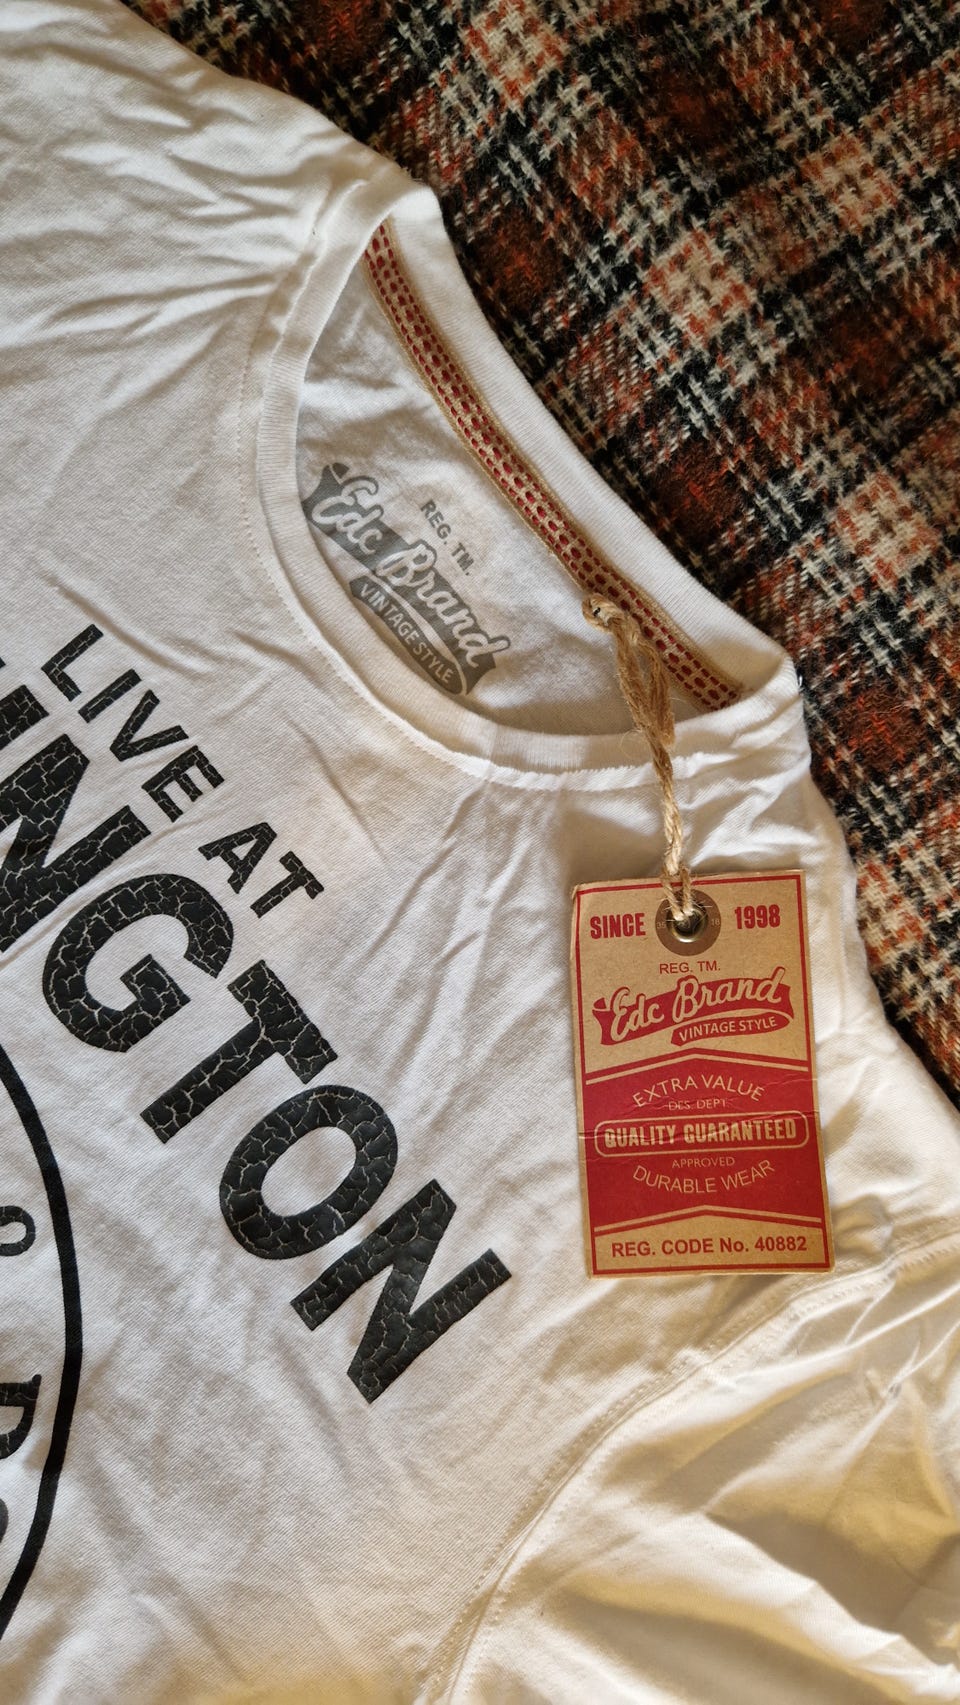 REG. TM.
Edc Brand
VINTAGE STYLE
LIVE AT
NGTON
&
SINCE 1998
REG. TM.
Edc Brand
VINTAGE STYLE
EXTRA VALUE
DES. DEPT.
QUALITY GUARANTEED
APPROVED
DURABLE WEAR
REG. CODE No. 40882